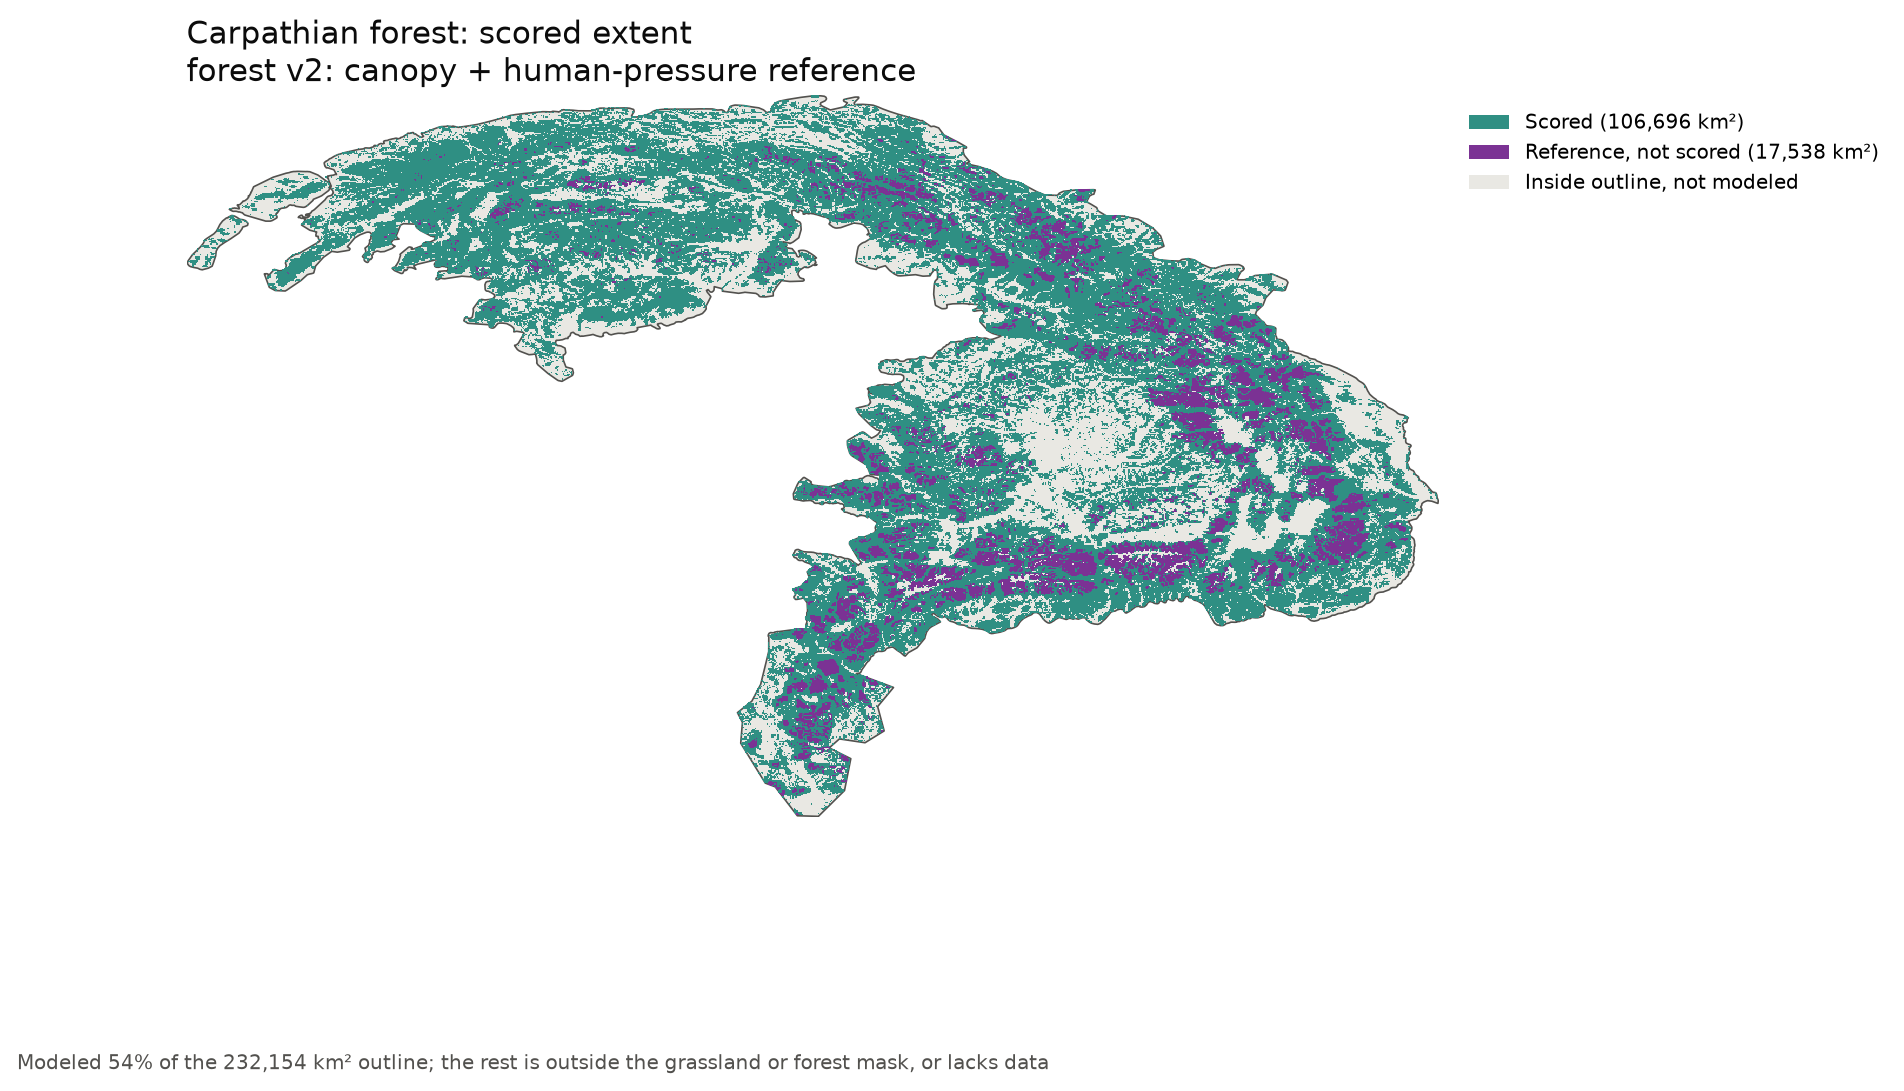 Carpathian forest: scored extent
forest v2: canopy + human-pressure reference
Scored (106,696 km²)
Reference, not scored (17,538 km²)
Inside outline, not modeled
Modeled 54% of the 232,154 km² outline; the rest is outside the grassland or forest mask, or lacks data